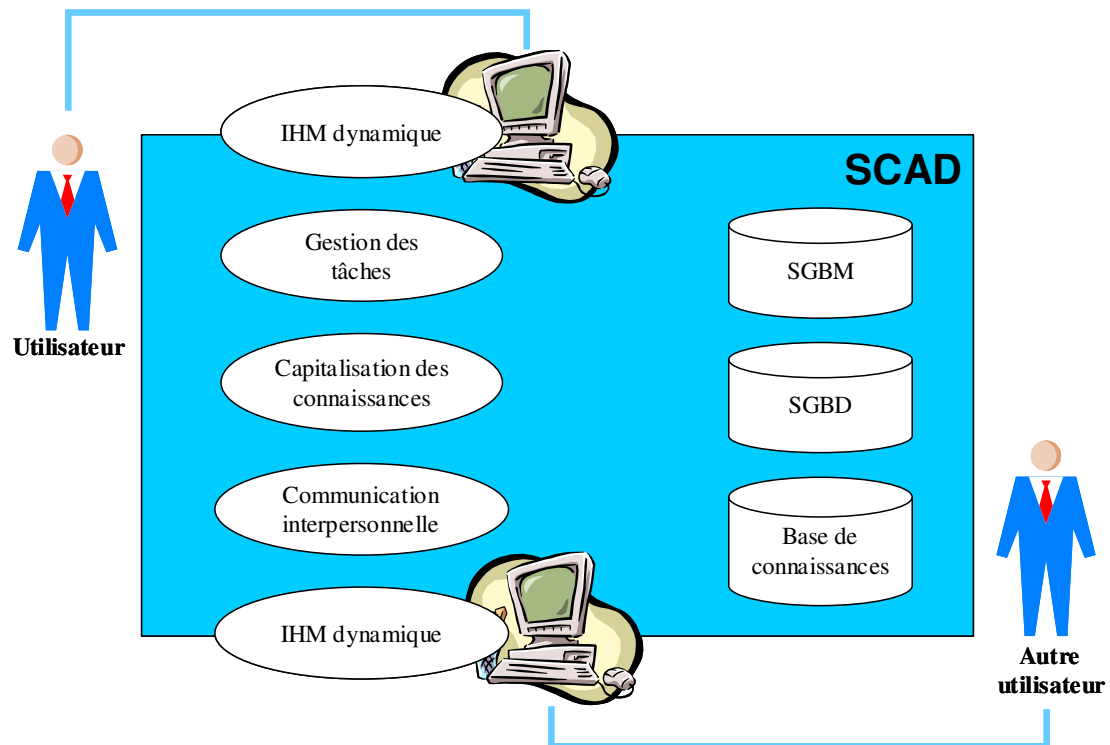 IHM dynamique
SCAD
Gestion des
tâches
SGBM
Utilisateur
Capitalisation des
connaissances
SGBD
Communication
interpersonnelle
Base de
connaissances
IHM dynamique
Autre
utilisateur